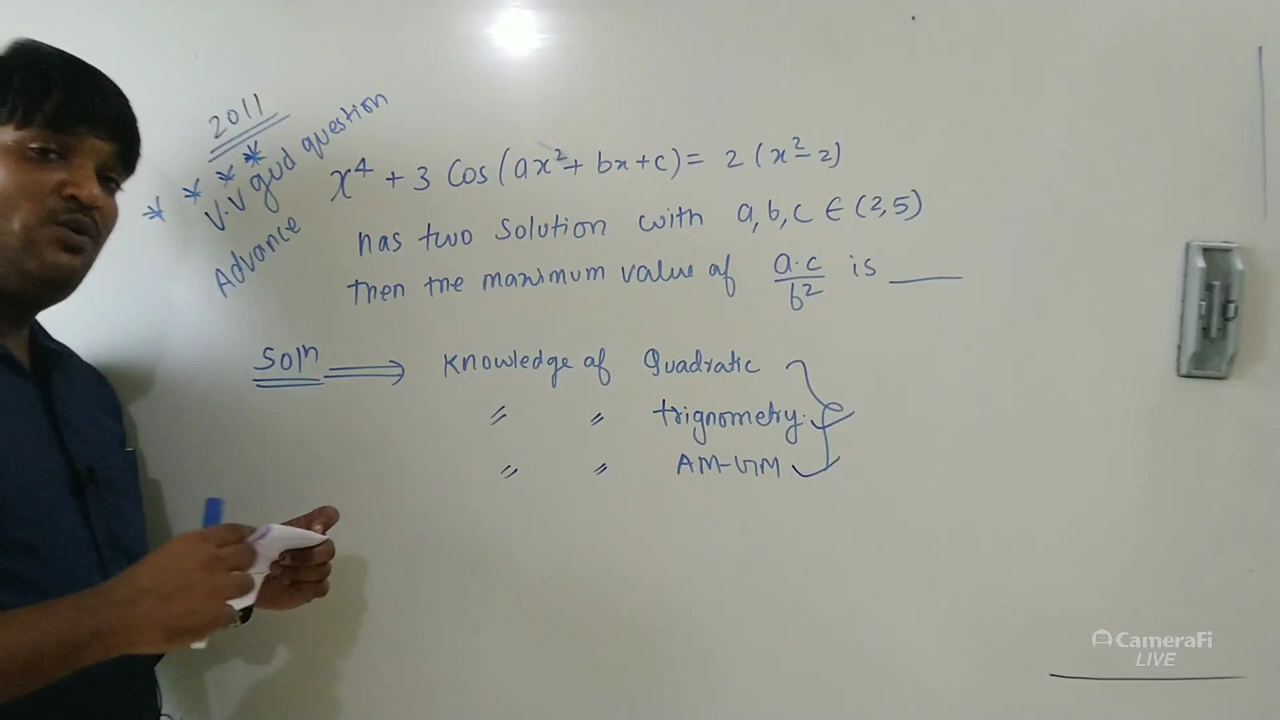 2011
V.V gud question
Advance
x⁴ + 3 Cos(ax² + bx + c) = 2(x² - 2)
has two solution with a, b, c ∈ (2, 5)
then the maximum value of a.c/b² is ____
Soln ⟹ Knowledge of Quadratic
〃 〃 trignometry.
〃 〃 AM-GM
CameraFi
LIVE